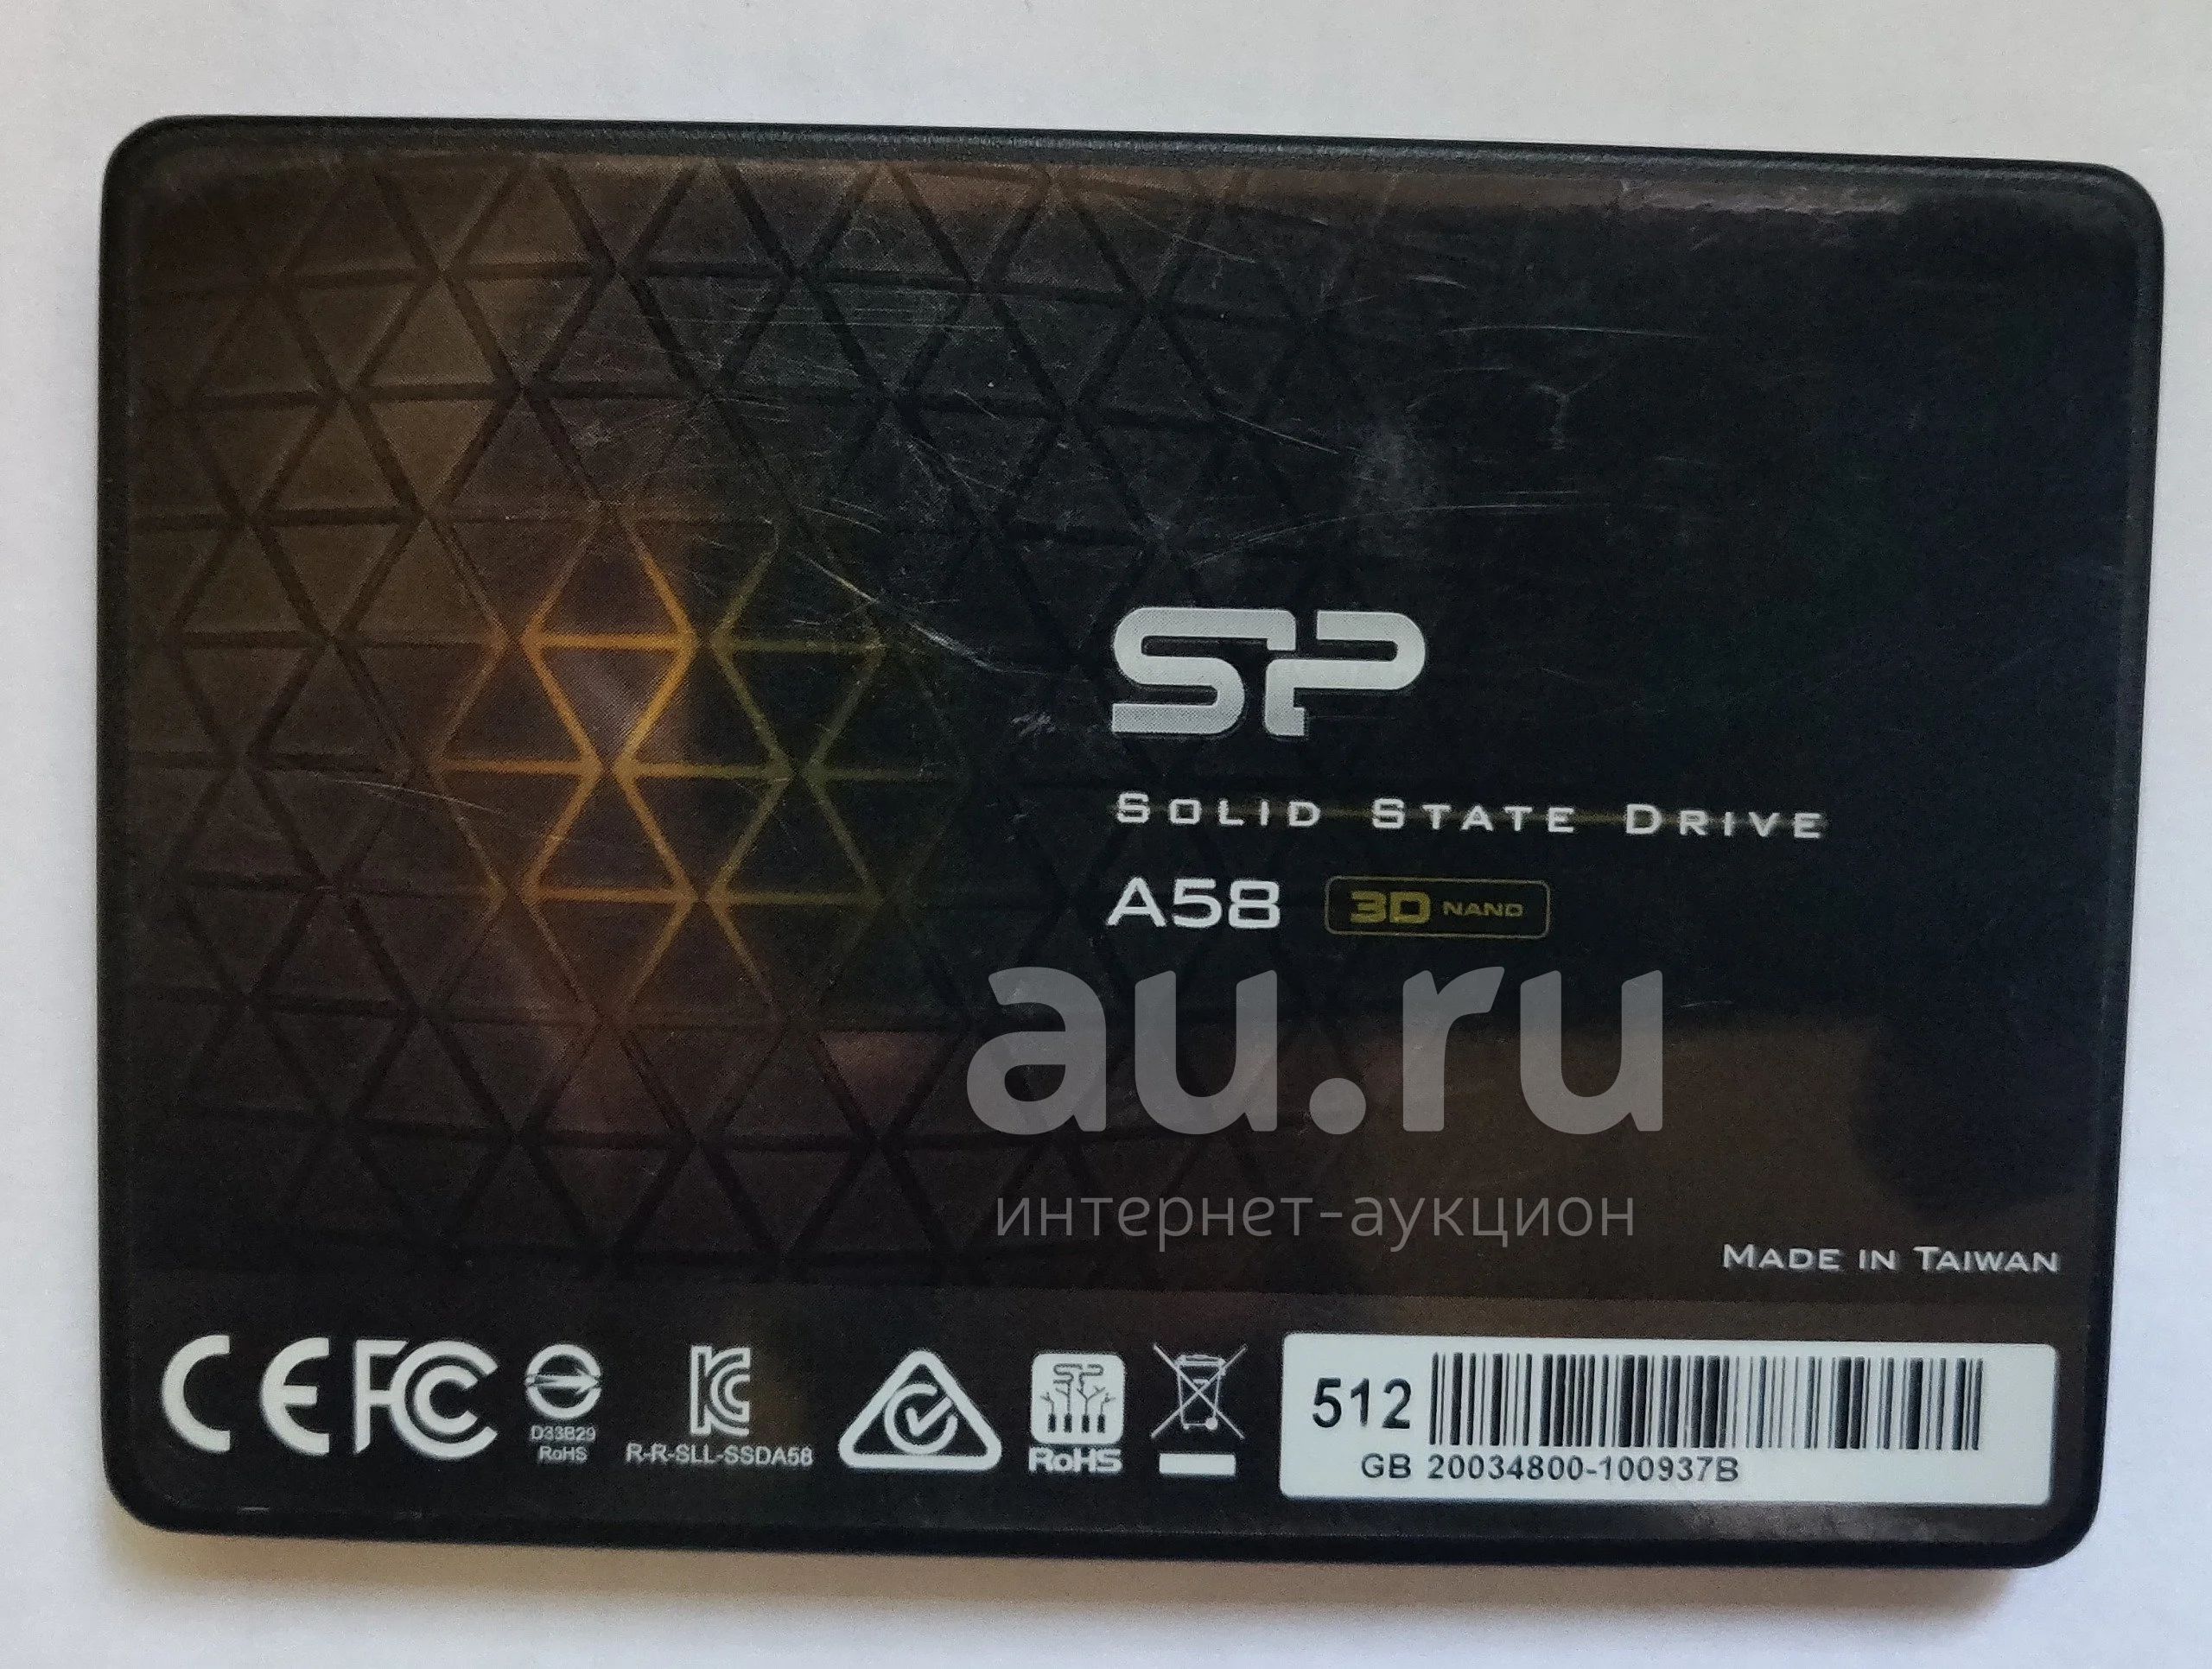 SP
SOLID STATE DRIVE
A58 3D NAND
au.ru
интернет-аукцион
MADE IN TAIWAN
CE FC
D33B29
RoHS
R-R-SLL-SSDA58
SP
RoHS
512
GB 20034800-100937B